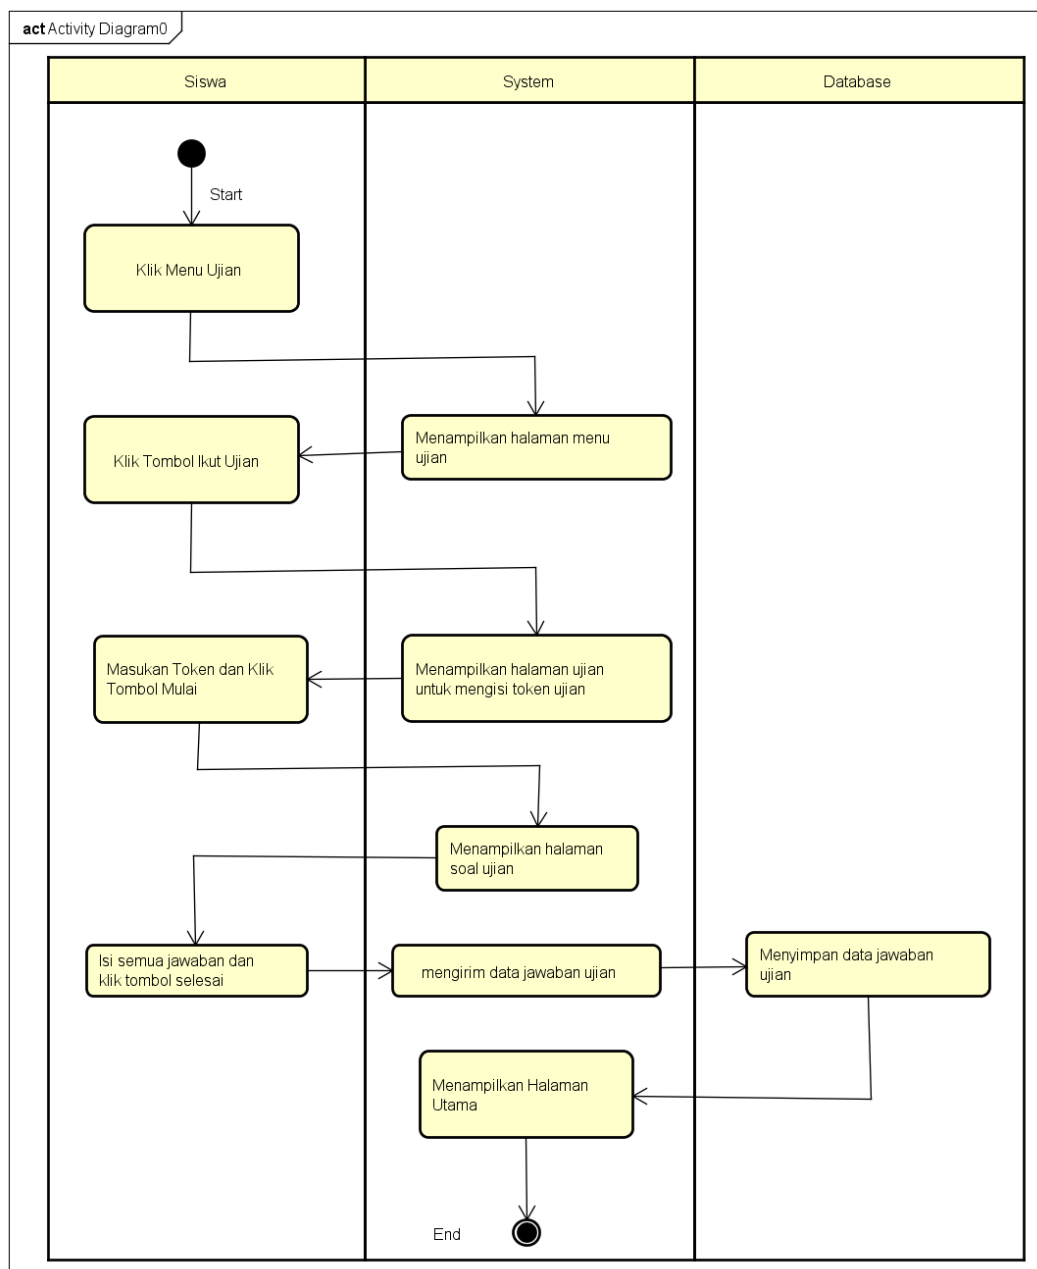 act Activity Diagram0
Siswa
System
Database
Start
Klik Menu Ujian
Menampilkan halaman menu
ujian
Klik Tombol Ikut Ujian
Menampilkan halaman ujian
untuk mengisi token ujian
Masukan Token dan Klik
Tombol Mulai
Menampilkan halaman
soal ujian
Isi semua jawaban dan
klik tombol selesai
mengirim data jawaban ujian
Menyimpan data jawaban
ujian
Menampilkan Halaman
Utama
End